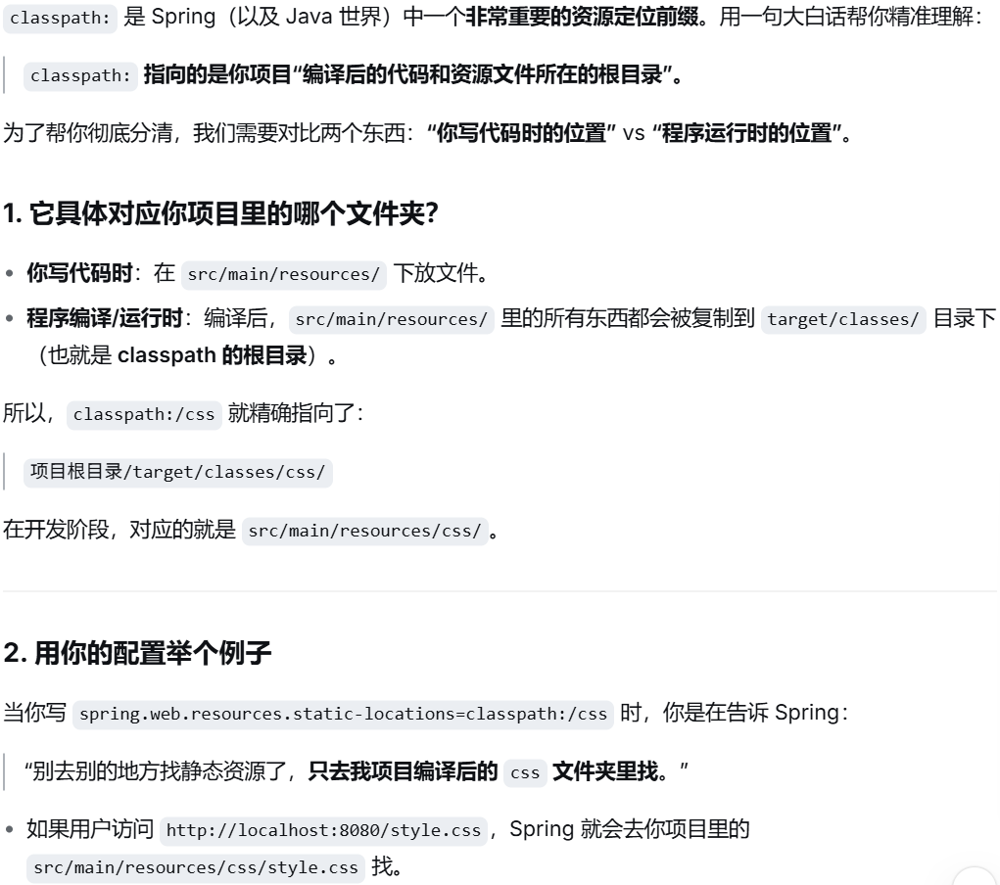 classpath: 是 Spring（以及 Java 世界）中一个非常重要的资源定位前缀。用一句大白话帮你精准理解：
classpath: 指向的是你项目“编译后的代码和资源文件所在的根目录”。
为了帮你彻底分清，我们需要对比两个东西：“你写代码时的位置” vs “程序运行时的位置”。
1. 它具体对应你项目里的哪个文件夹？
• 你写代码时：在 src/main/resources/ 下放文件。
• 程序编译/运行时：编译后， src/main/resources/ 里的所有东西都会被复制到 target/classes/ 目录下
（也就是 classpath 的根目录）。
所以， classpath:/css 就精确指向了：
项目根目录/target/classes/css/
在开发阶段，对应的就是 src/main/resources/css/ 。
2. 用你的配置举个例子
当你写 spring.web.resources.static-locations=classpath:/css 时，你是在告诉 Spring：
“别去别的地方找静态资源了，只去我项目编译后的 css 文件夹里找。”
• 如果用户访问 http://localhost:8080/style.css ，Spring 就会去你项目里的
src/main/resources/css/style.css 找。